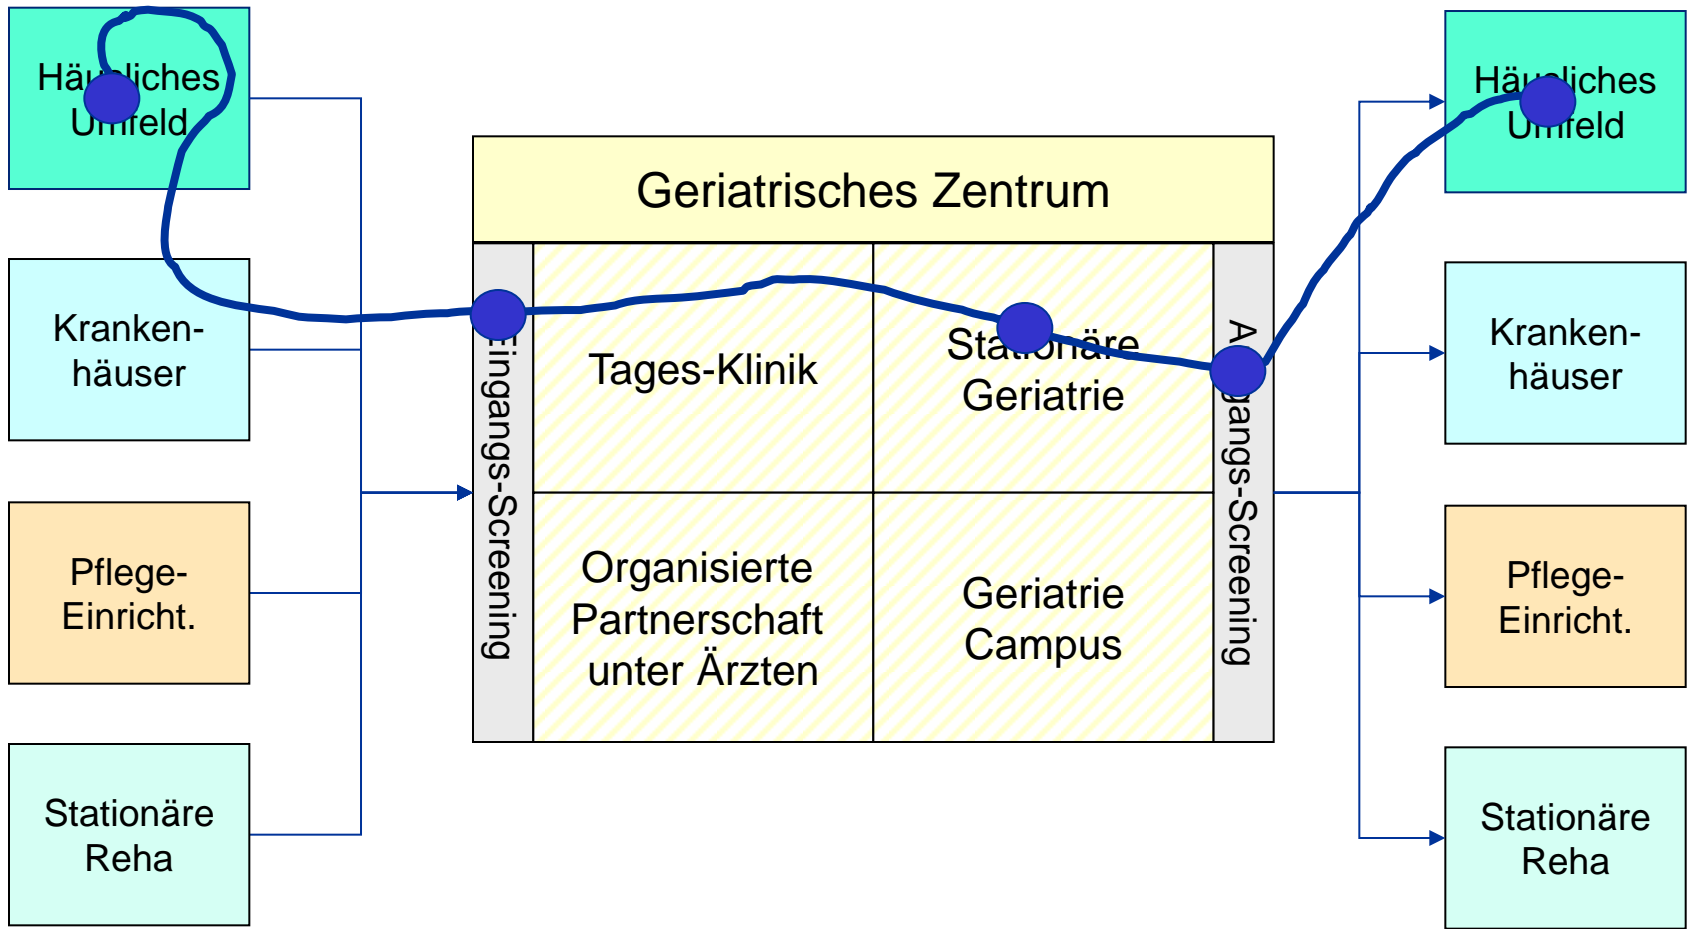 Häusliches
Umfeld
Kranken-
häuser
Pflege-
Einricht.
Stationäre
Reha
Geriatrisches Zentrum
Eingangs-Screening
Tages-Klinik
Stationäre
Geriatrie
Organisierte
Partnerschaft
unter Ärzten
Geriatrie
Campus
Ausgangs-Screening
Häusliches
Umfeld
Kranken-
häuser
Pflege-
Einricht.
Stationäre
Reha